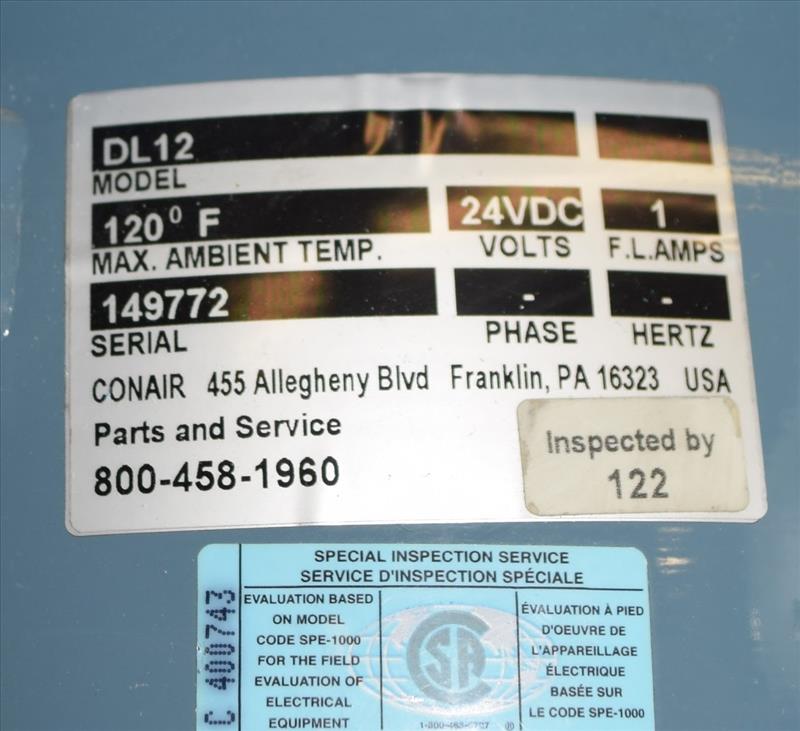 DL12
MODEL
120° F 24VDC 1
MAX. AMBIENT TEMP. VOLTS F.L.AMPS
149772 - -
SERIAL PHASE HERTZ
CONAIR 455 Allegheny Blvd Franklin, PA 16323 USA
Parts and Service
800-458-1960
Inspected by
122
SPECIAL INSPECTION SERVICE
SERVICE D'INSPECTION SPÉCIALE
C 400743
EVALUATION BASED
ON MODEL
CODE SPE-1000
FOR THE FIELD
EVALUATION OF
ELECTRICAL
EQUIPMENT
CSA
ÉVALUATION À PIED
D'OEUVRE DE
L'APPAREILLAGE
ÉLECTRIQUE
BASÉE SUR
LE CODE SPE-1000